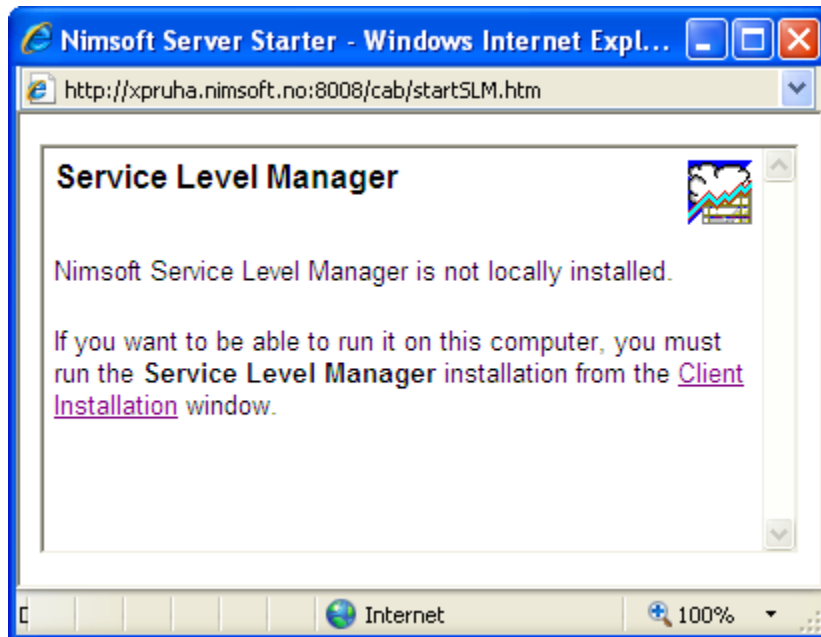 Nimsoft Server Starter - Windows Internet Expl...
http://xpruha.nimsoft.no:8008/cab/startSLM.htm
Service Level Manager
Nimsoft Service Level Manager is not locally installed.
If you want to be able to run it on this computer, you must
run the Service Level Manager installation from the Client
Installation window.
Internet
100%